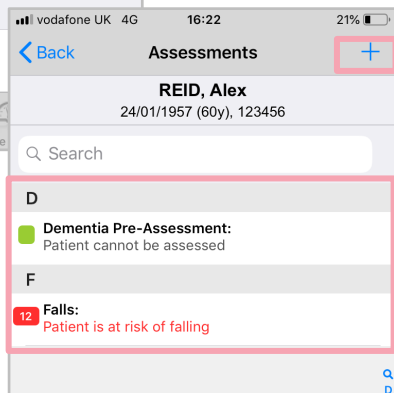 vodafone UK 4G 16:22 21%
Back Assessments +
REID, Alex
24/01/1957 (60y), 123456
Search
D
Dementia Pre-Assessment:
Patient cannot be assessed
F
12 Falls:
Patient is at risk of falling
D